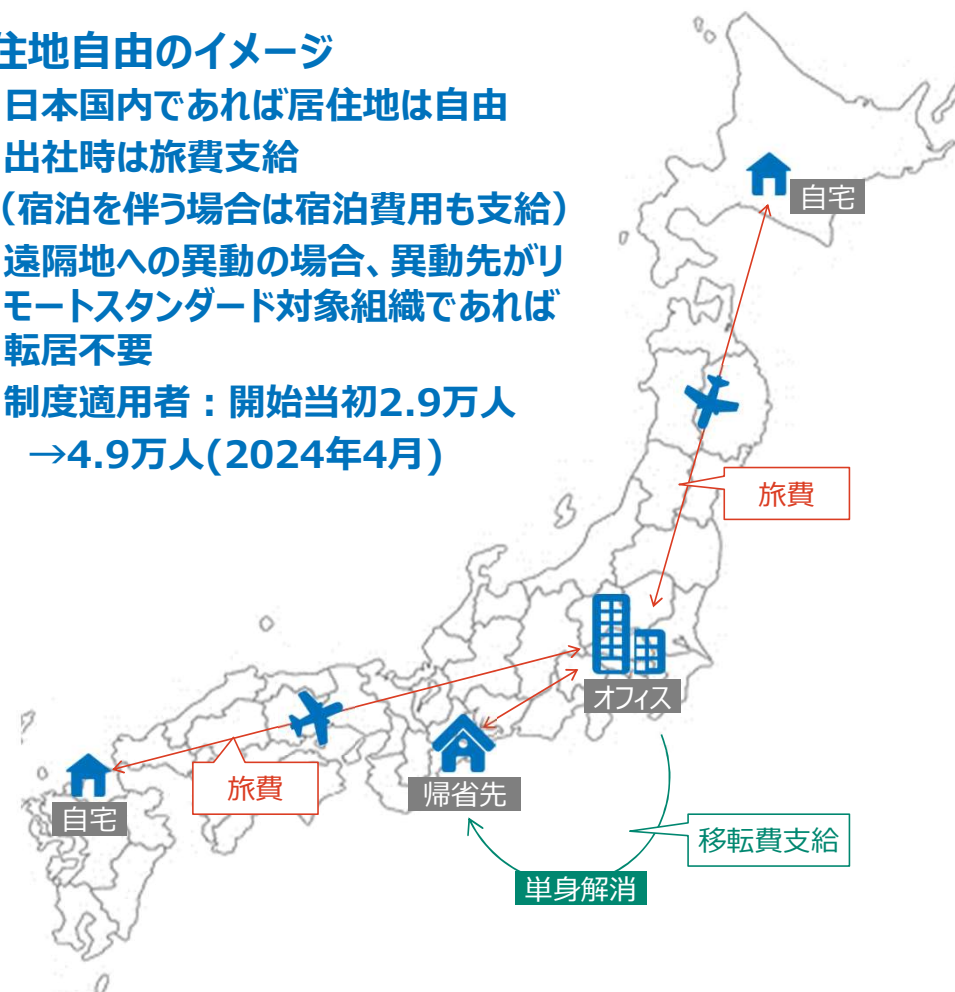 住地自由のイメージ
日本国内であれば居住地は自由
出社時は旅費支給
（宿泊を伴う場合は宿泊費用も支給）
遠隔地への異動の場合、異動先がリ
モートスタンダード対象組織であれば
転居不要
制度適用者：開始当初2.9万人
→4.9万人(2024年4月)
自宅
旅費
オフィス
旅費
帰省先
自宅
移転費支給
単身解消